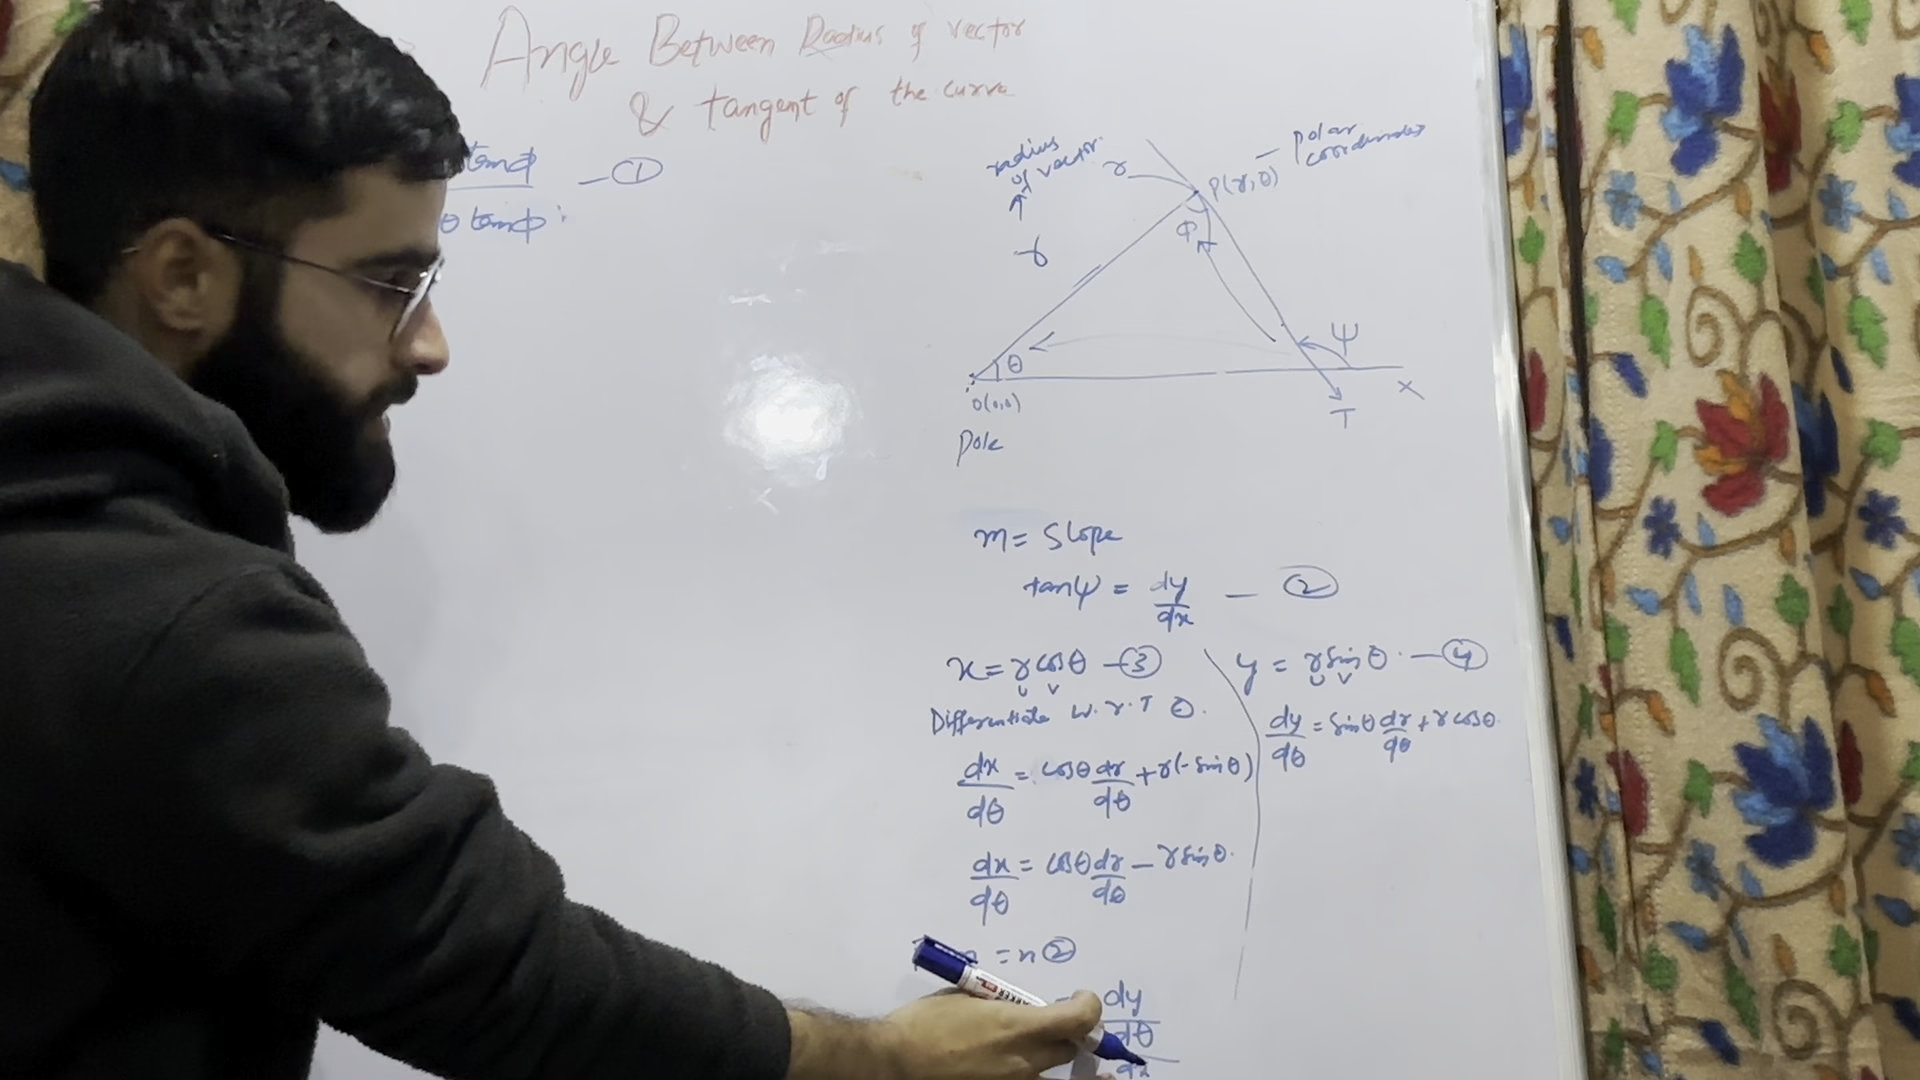 Angle Between Radius of vector
& tangent of the curve
tanϕ — ①
θ tanϕ
radius of vector
r
r
P(r,θ) — polar coordinates
ϕ
ψ
θ
O(0,0)
Pole
T
X
m = Slope
tanψ = dy/dx — ②
x = r cosθ — ③
U V
Differentiate w.r.T θ.
dx/dθ = cosθ dr/dθ + r(-sinθ)
dx/dθ = cosθ dr/dθ - r sinθ.
= n ②
dy/dθ
dx
y = r sinθ. — ④
U V
dy/dθ = sinθ dr/dθ + r cosθ.
MARKER